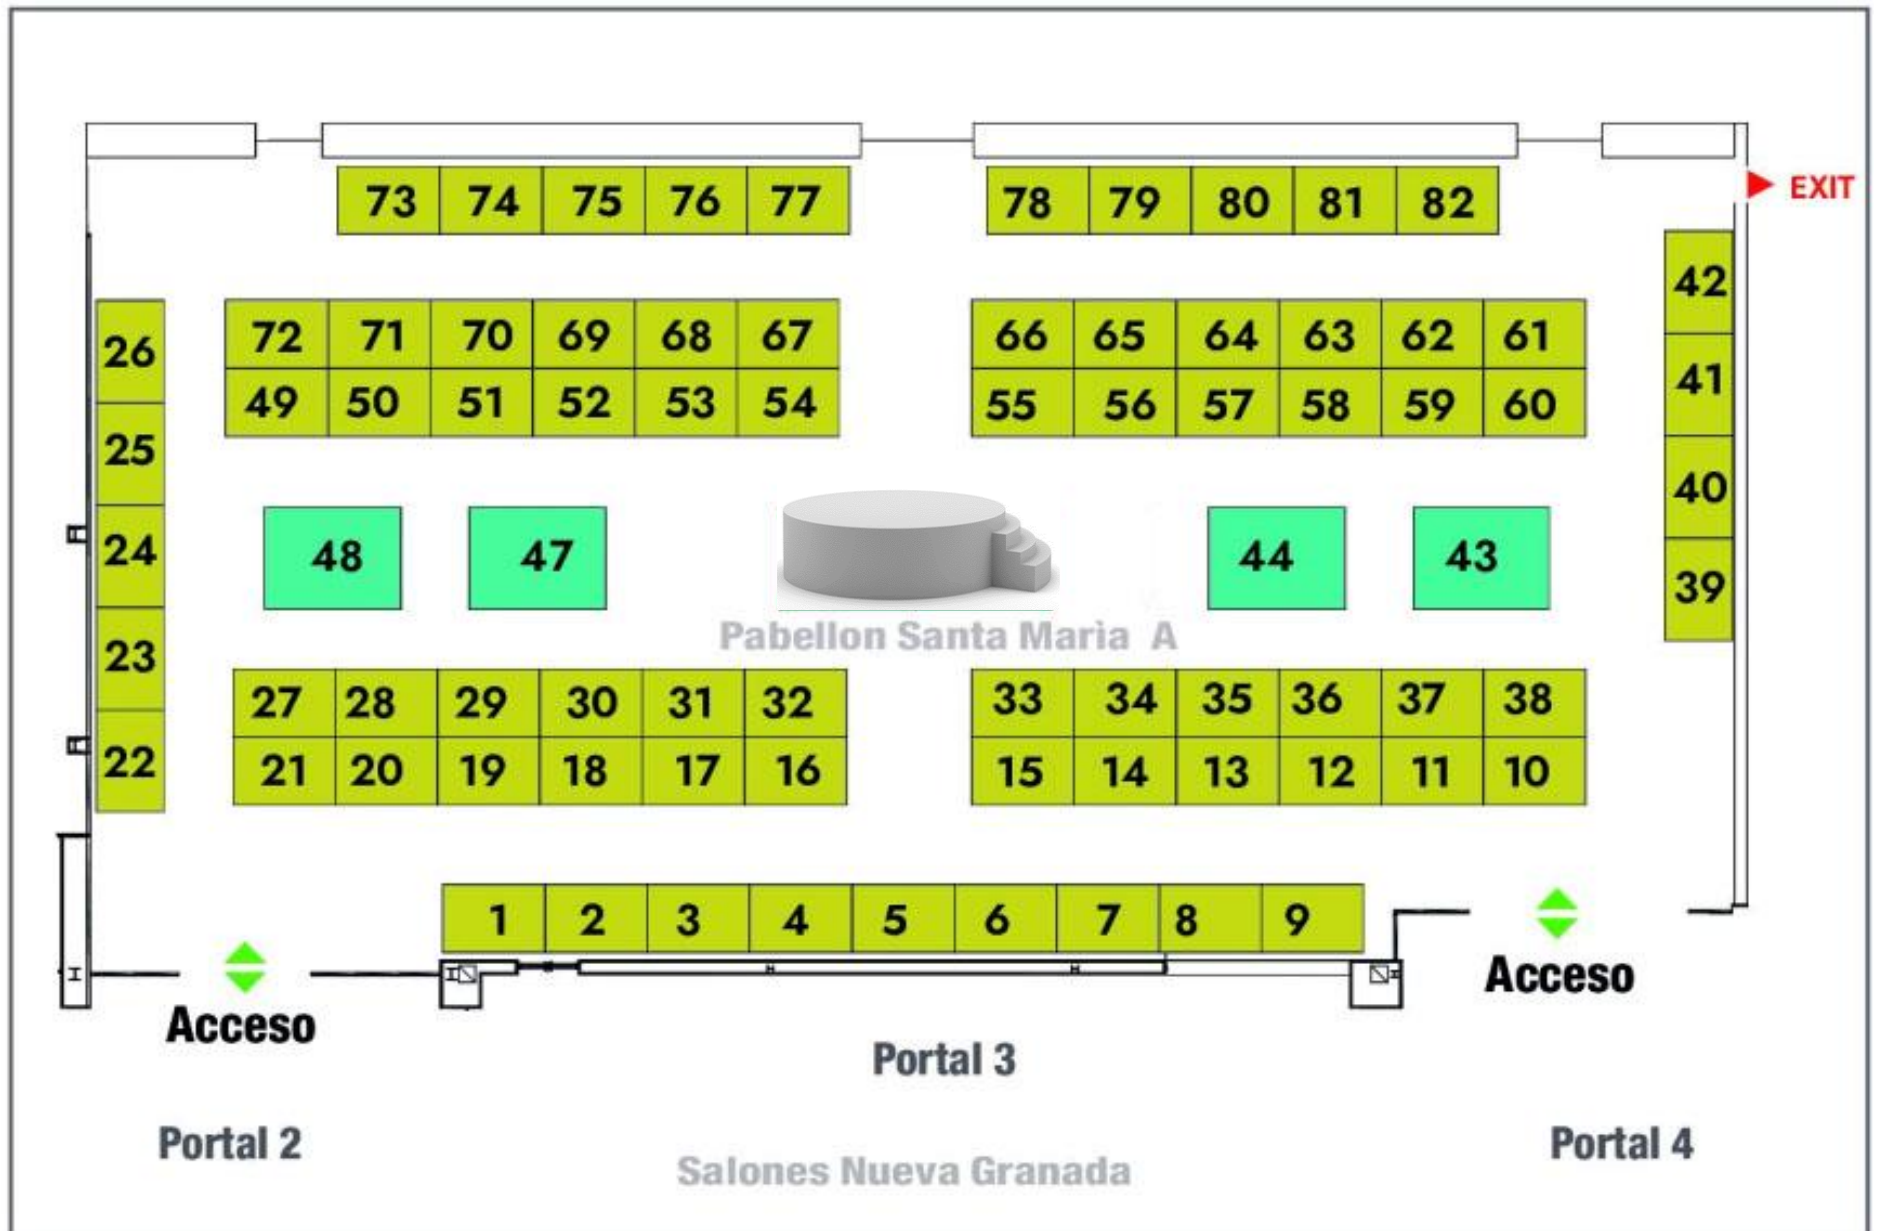 73 74 75 76 77 78 79 80 81 82
EXIT
42
72 71 70 69 68 67 66 65 64 63 62 61
26
41
49 50 51 52 53 54 55 56 57 58 59 60
25
40
24
48 47 44 43
39
Pabellon Santa Marìa A
23
27 28 29 30 31 32 33 34 35 36 37 38
22
21 20 19 18 17 16 15 14 13 12 11 10
1 2 3 4 5 6 7 8 9
Acceso
Acceso
Portal 3
Portal 2
Portal 4
Salones Nueva Granada